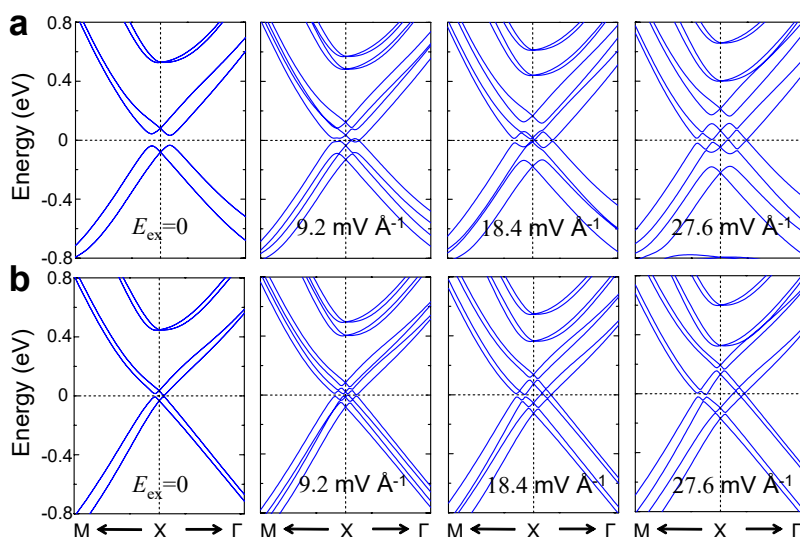 a
0.8
0.4
0
-0.4
-0.8
Energy (eV)
Eex=0
9.2 mV Å-1
18.4 mV Å-1
27.6 mV Å-1
b
0.8
0.4
0
-0.4
-0.8
Energy (eV)
Eex=0
9.2 mV Å-1
18.4 mV Å-1
27.6 mV Å-1
M ← X → Γ M ← X → Γ M ← X → Γ M ← X → Γ